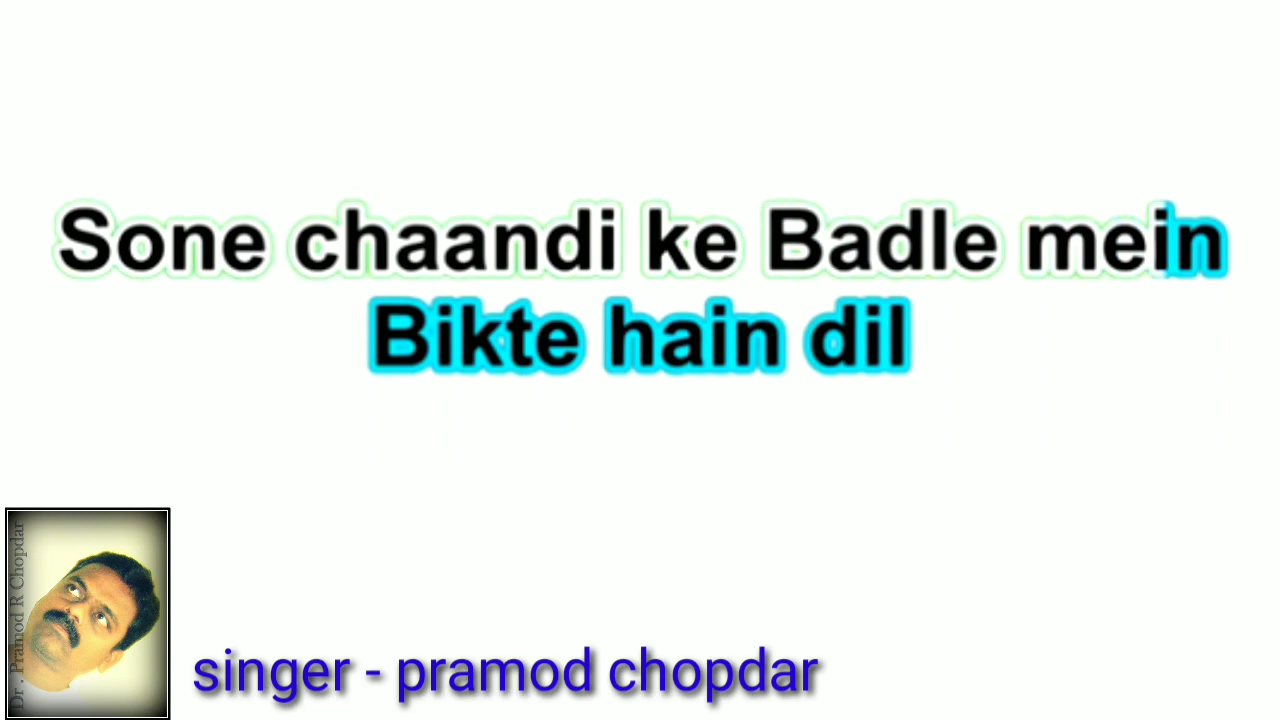 Sone chaandi ke Badle mein
Bikte hain dil
Dr . Pramod R Chopdar
singer - pramod chopdar